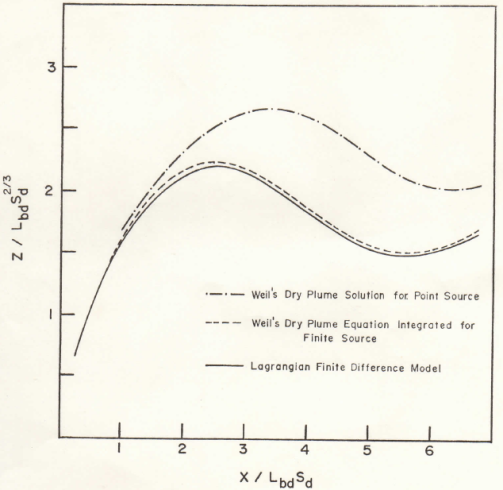 3
2
1
Z / L_bd S_d^2/3
Weil's Dry Plume Solution for Point Source
Weil's Dry Plume Equation Integrated for
Finite Source
Lagrangian Finite Difference Model
1 2 3 4 5 6
X / L_bd S_d